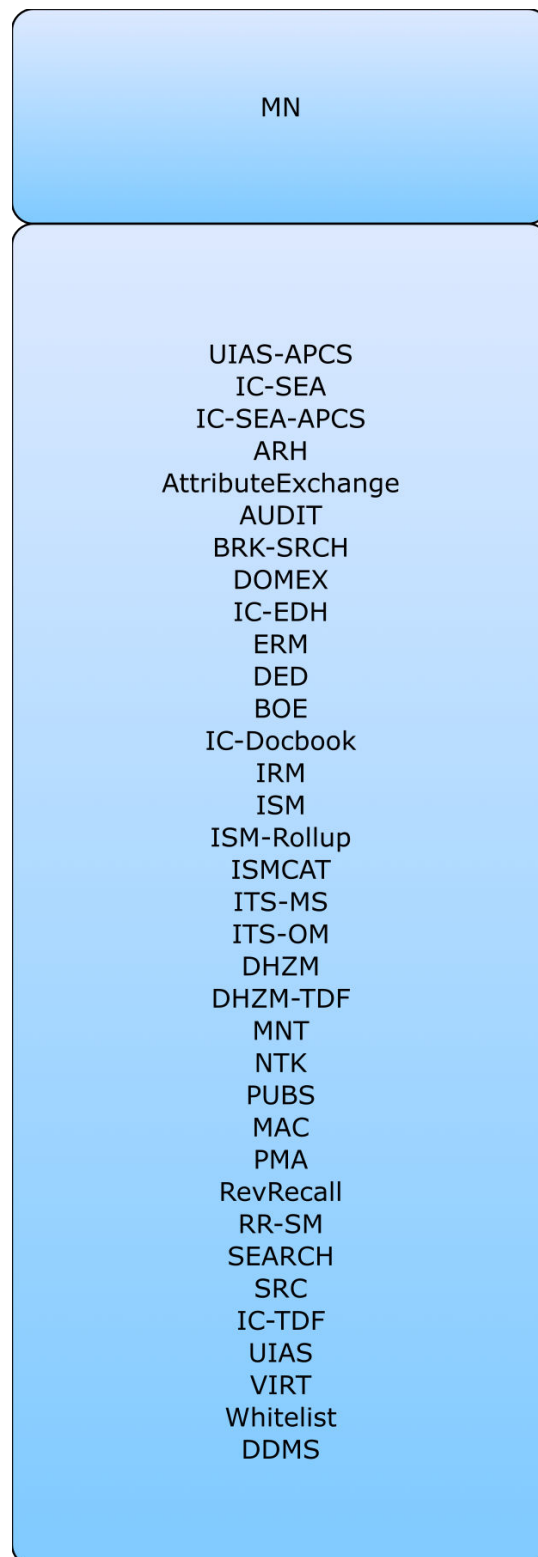 MN
UIAS-APCS
IC-SEA
IC-SEA-APCS
ARH
AttributeExchange
AUDIT
BRK-SRCH
DOMEX
IC-EDH
ERM
DED
BOE
IC-Docbook
IRM
ISM
ISM-Rollup
ISMCAT
ITS-MS
ITS-OM
DHZM
DHZM-TDF
MNT
NTK
PUBS
MAC
PMA
RevRecall
RR-SM
SEARCH
SRC
IC-TDF
UIAS
VIRT
Whitelist
DDMS